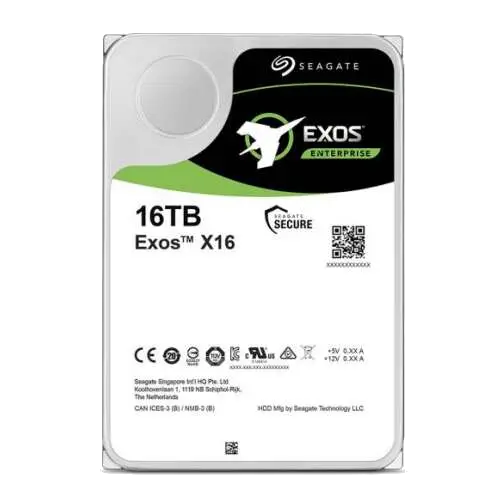 SEAGATE
EXOS
ENTERPRISE
16TB
Exos™ X16
SEAGATE
SECURE
XXXXXXXXXXXX
+5V 0.XX A
+12V 0.XX A
Seagate Singapore Int'l HQ Pte. Ltd
Koolhovenlaan 1, 1119 NB Schiphol-Rijk,
The Netherlands
CAN ICES-3 (B) / NMB-3 (B)
HDD Mfg by Seagate Technology LLC